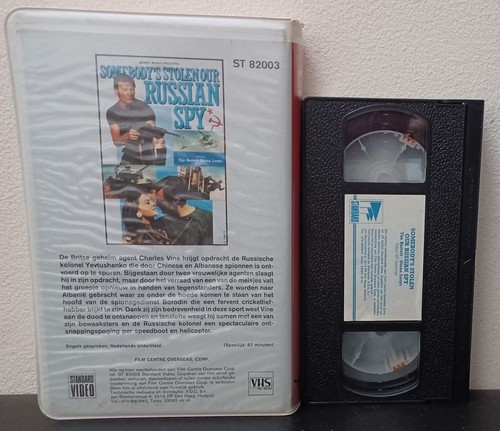 ST 82003
SOMEBODY'S STOLEN OUR
RUSSIAN
SPY
De Britse geheim agent Charles Vine krijgt opdracht de Russische
kolonel Yevtushenko die door Chinese en Albanese spionnen is ont-
voerd op te sporen. Bijgestaan door twee vrouwelijke agenten slaagt
hij in zijn opdracht, maar door het verraad van een van de meisjes valt
het groepje opnieuw in handen van tegenstanders. Ze worden naar
Albanië gebracht waar ze onder de hoede komen te staan van het
hoofd van de spionagedienst Borodin die een fervent cricketlief-
hebber blijkt te zijn. Dank zij zijn bedrevenheid in deze sport weet Vine
aan de dood te ontsnappen en tenslotte waagt hij samen met een van
zijn bewaaksters en de Russische kolonel een spectaculaire ont-
snappingspoging per speedboot en helicopter.
Engels gesproken; Nederlands ondertiteld.
(Speeltijd: 87 minuten)
FILM CENTRE OVERSEAS, CORP.
STANDARD
VIDEO
VHS
STANDARD
SOMEBODY'S STOLEN
OUR RUSSIAN SPY